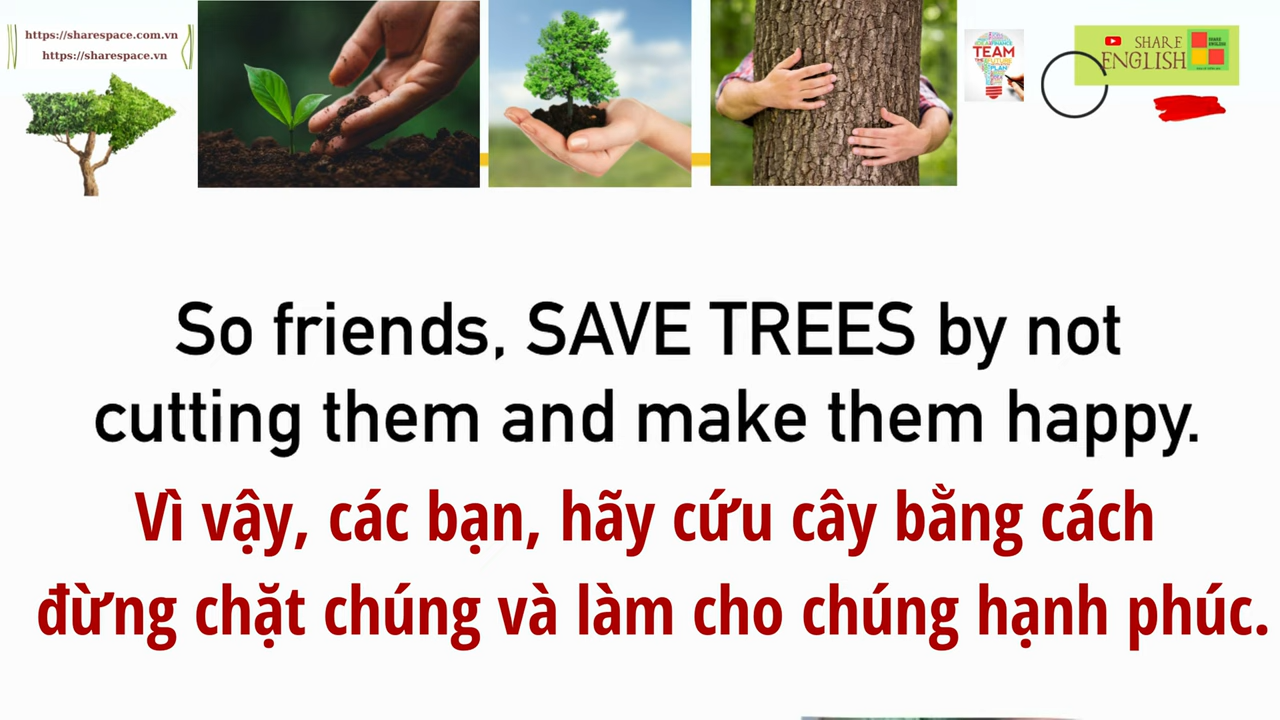 https://sharespace.com.vn
https://sharespace.vn
TEAM
PLAN
SHARE
ENGLISH
SHARE
ENGLISH
So friends, SAVE TREES by not
cutting them and make them happy.
Vì vậy, các bạn, hãy cứu cây bằng cách
đừng chặt chúng và làm cho chúng hạnh phúc.